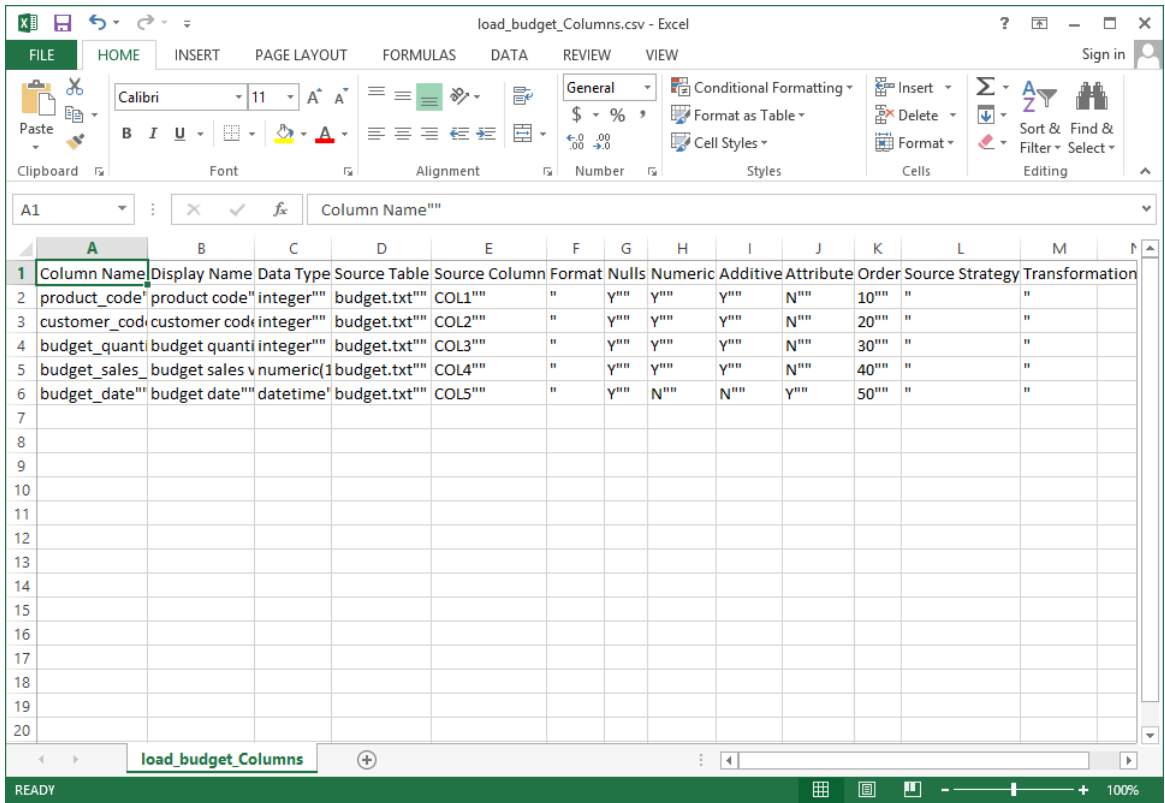 load_budget_Columns.csv - Excel
FILE HOME INSERT PAGE LAYOUT FORMULAS DATA REVIEW VIEW Sign in
Paste
Calibri 11
B I U A
General
$ % ,
Conditional Formatting
Format as Table
Cell Styles
Insert
Delete
Format
Sort & Filter
Find & Select
Clipboard Font Alignment Number Styles Cells Editing
A1 fx Column Name""
A B C D E F G H I J K L M
1 Column Name Display Name Data Type Source Table Source Column Format Nulls Numeric Additive Attribute Order Source Strategy Transformation
2 product_code" product code" integer"" budget.txt"" COL1"" " Y"" Y"" Y"" N"" 10"" " "
3 customer_cod customer code integer"" budget.txt"" COL2"" " Y"" Y"" Y"" N"" 20"" " "
4 budget_quanti budget quanti integer"" budget.txt"" COL3"" " Y"" Y"" Y"" N"" 30"" " "
5 budget_sales_ budget sales v numeric(1 budget.txt"" COL4"" " Y"" Y"" Y"" N"" 40"" " "
6 budget_date"" budget date"" datetime" budget.txt"" COL5"" " Y"" N"" N"" Y"" 50"" " "
7
8
9
10
11
12
13
14
15
16
17
18
19
20
load_budget_Columns
READY 100%